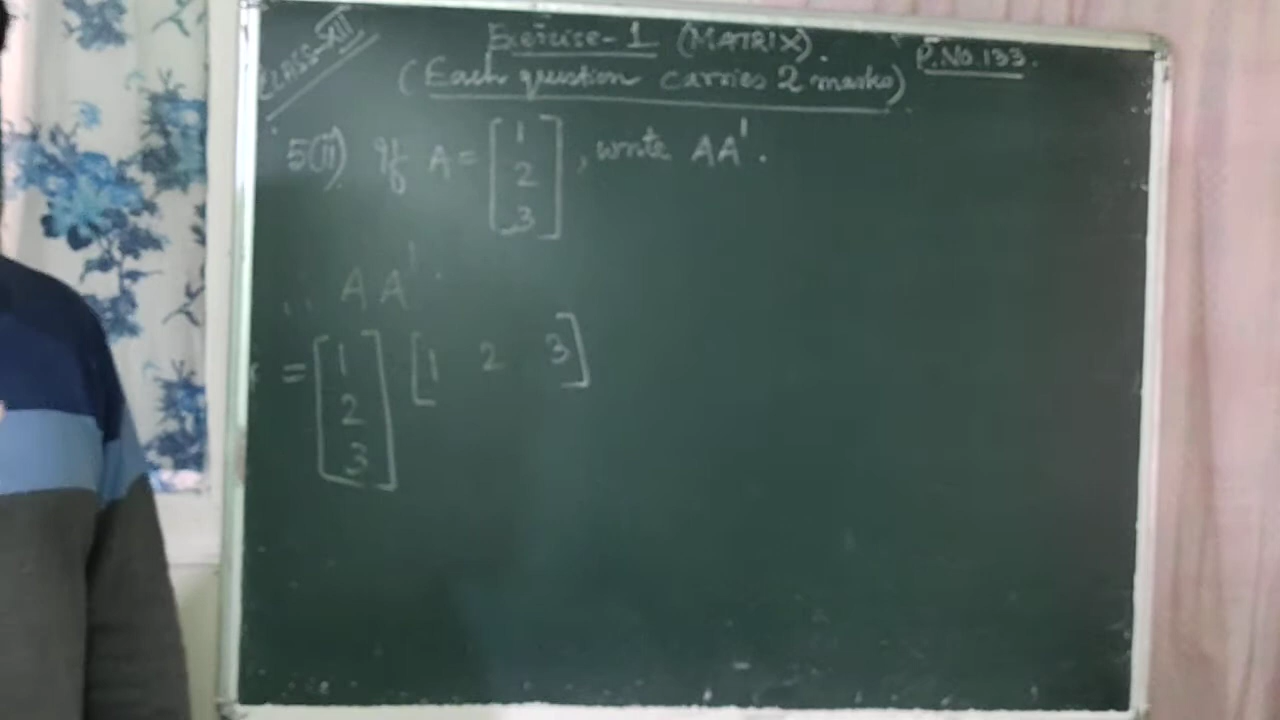 CLASS-XII
Exercise-1 (MATRIX).
P.No.133.
(Each question carries 2 marks)
5(ii) If A = [1 2 3], write AA'.
AA'.
= [1 2 3] [1 2 3]